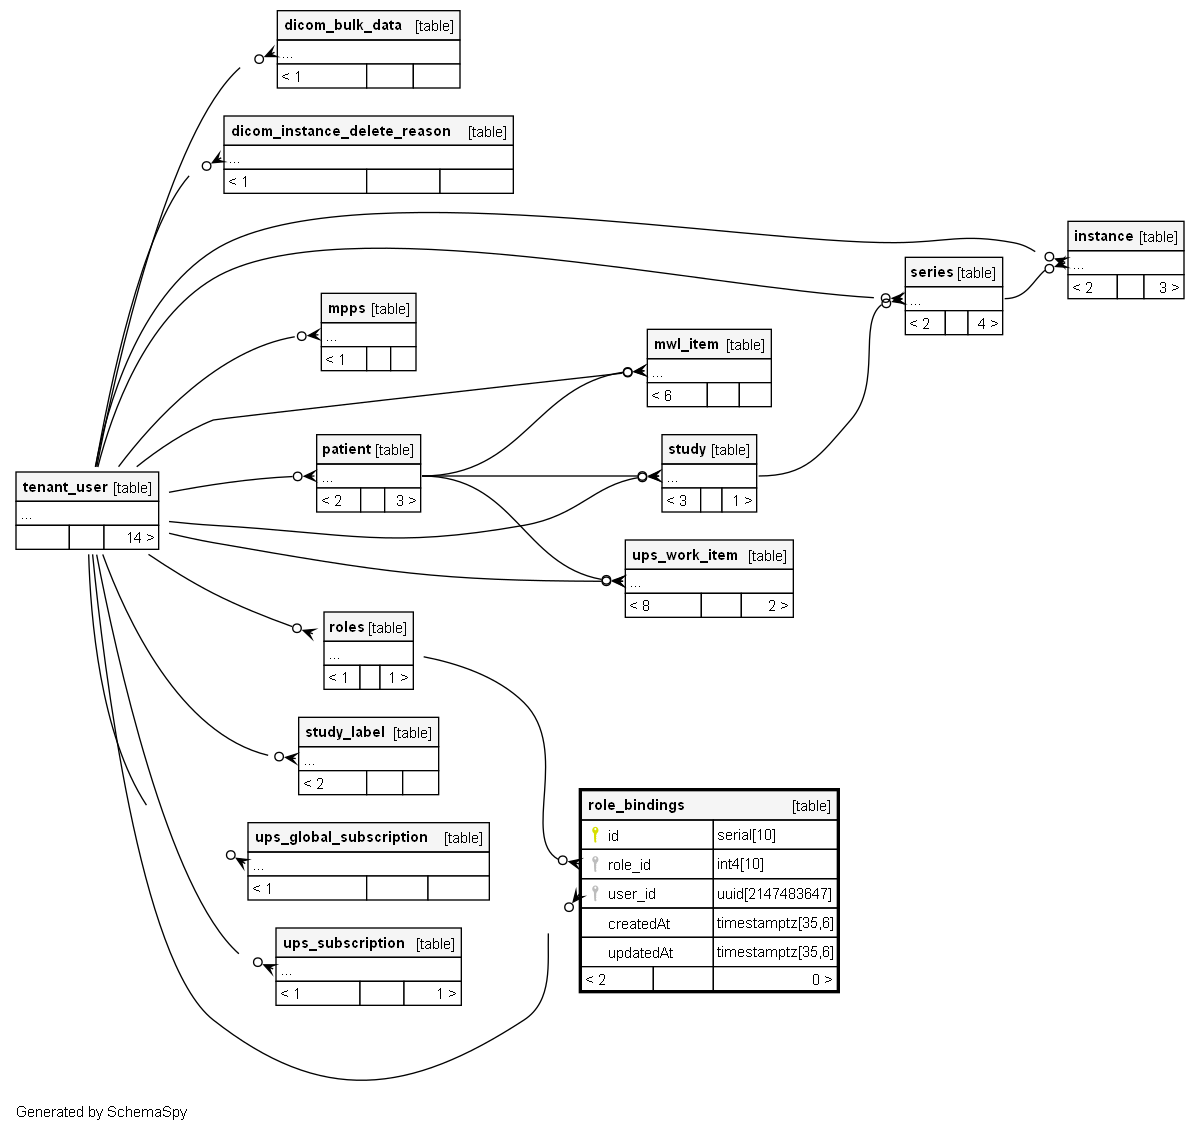 dicom_bulk_data [table]
...
< 1
dicom_instance_delete_reason [table]
...
< 1
instance [table]
...
< 2 3 >
series [table]
...
< 2 4 >
mpps [table]
...
< 1
mwl_item [table]
...
< 6
patient [table]
...
< 2 3 >
study [table]
...
< 3 1 >
tenant_user [table]
...
14 >
ups_work_item [table]
...
< 8 2 >
roles [table]
...
< 1 1 >
study_label [table]
...
< 2
role_bindings [table]
id serial[10]
role_id int4[10]
user_id uuid[2147483647]
createdAt timestamptz[35,6]
updatedAt timestamptz[35,6]
< 2 0 >
ups_global_subscription [table]
...
< 1
ups_subscription [table]
...
< 1 1 >
Generated by SchemaSpy